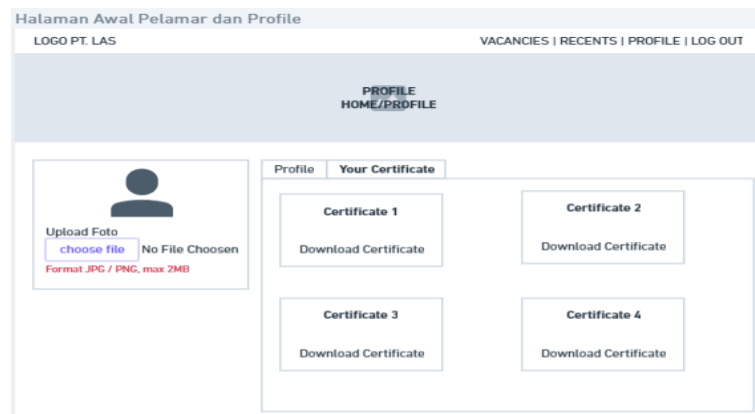 Halaman Awal Pelamar dan Profile
LOGO PT. LAS
VACANCIES | RECENTS | PROFILE | LOG OUT
PROFILE
HOME/PROFILE
Profile
Your Certificate
Upload Foto
choose file No File Choosen
Format JPG / PNG, max 2MB
Certificate 1
Download Certificate
Certificate 2
Download Certificate
Certificate 3
Download Certificate
Certificate 4
Download Certificate